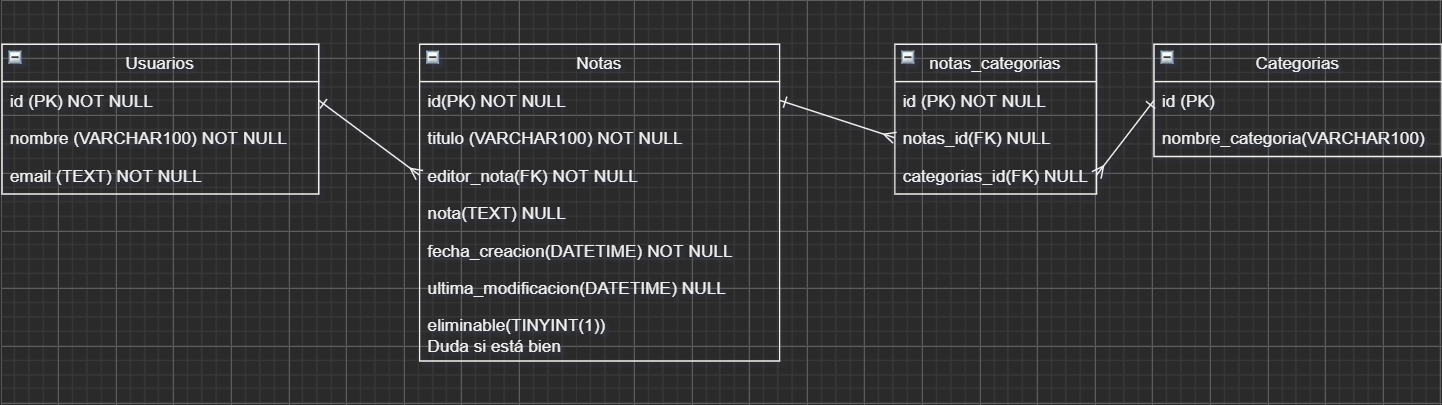 Usuarios
id (PK) NOT NULL
nombre (VARCHAR100) NOT NULL
email (TEXT) NOT NULL
Notas
id(PK) NOT NULL
titulo (VARCHAR100) NOT NULL
editor_nota(FK) NOT NULL
nota(TEXT) NULL
fecha_creacion(DATETIME) NOT NULL
ultima_modificacion(DATETIME) NULL
eliminable(TINYINT(1))
Duda si está bien
notas_categorias
id (PK) NOT NULL
notas_id(FK) NULL
categorias_id(FK) NULL
Categorias
id (PK)
nombre_categoria(VARCHAR100)